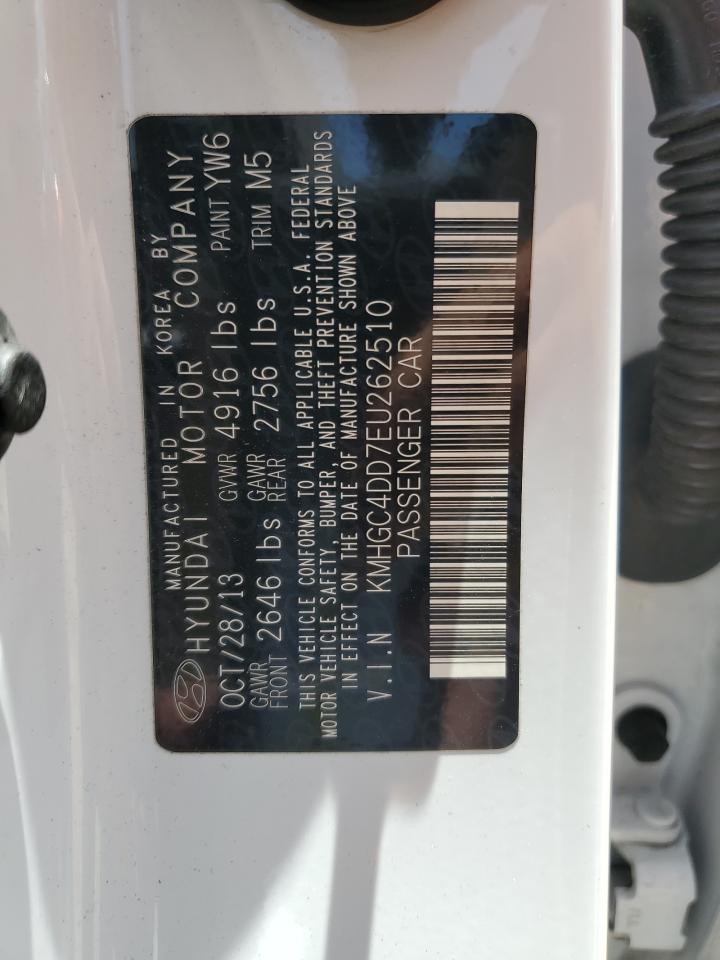 MANUFACTURED IN KOREA BY
HYUNDAI MOTOR COMPANY
OCT/28/13 GVWR 4916 lbs PAINT YW6
GAWR FRONT 2646 lbs GAWR REAR 2756 lbs TRIM M5
THIS VEHICLE CONFORMS TO ALL APPLICABLE U.S.A. FEDERAL
MOTOR VEHICLE SAFETY, BUMPER, AND THEFT PREVENTION STANDARDS
IN EFFECT ON THE DATE OF MANUFACTURE SHOWN ABOVE
V.I.N KMHGC4DD7EU262510
PASSENGER CAR